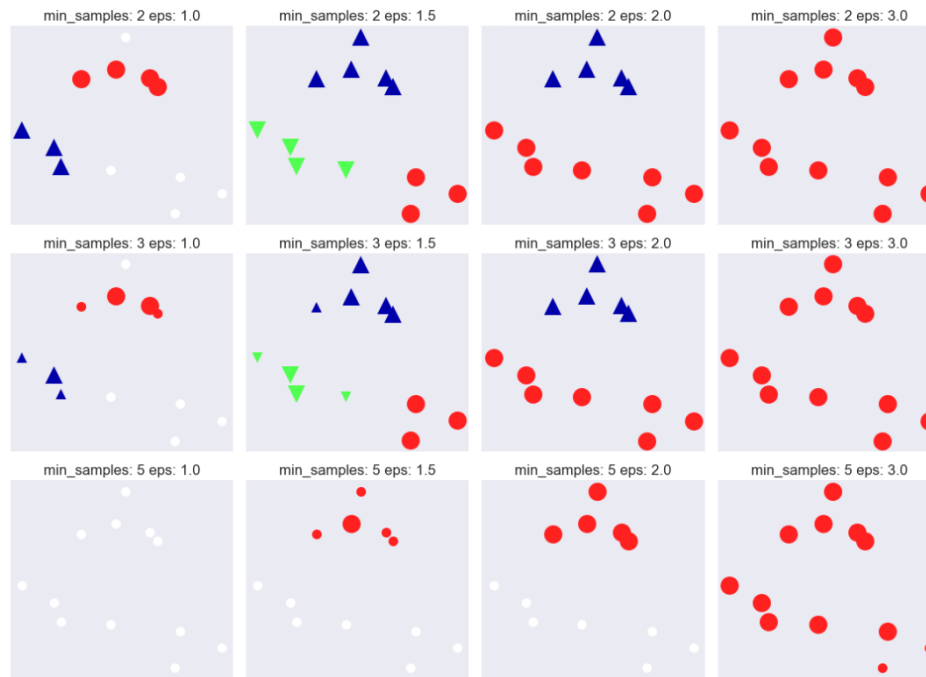 min_samples: 2 eps: 1.0
min_samples: 2 eps: 1.5
min_samples: 2 eps: 2.0
min_samples: 2 eps: 3.0
min_samples: 3 eps: 1.0
min_samples: 3 eps: 1.5
min_samples: 3 eps: 2.0
min_samples: 3 eps: 3.0
min_samples: 5 eps: 1.0
min_samples: 5 eps: 1.5
min_samples: 5 eps: 2.0
min_samples: 5 eps: 3.0